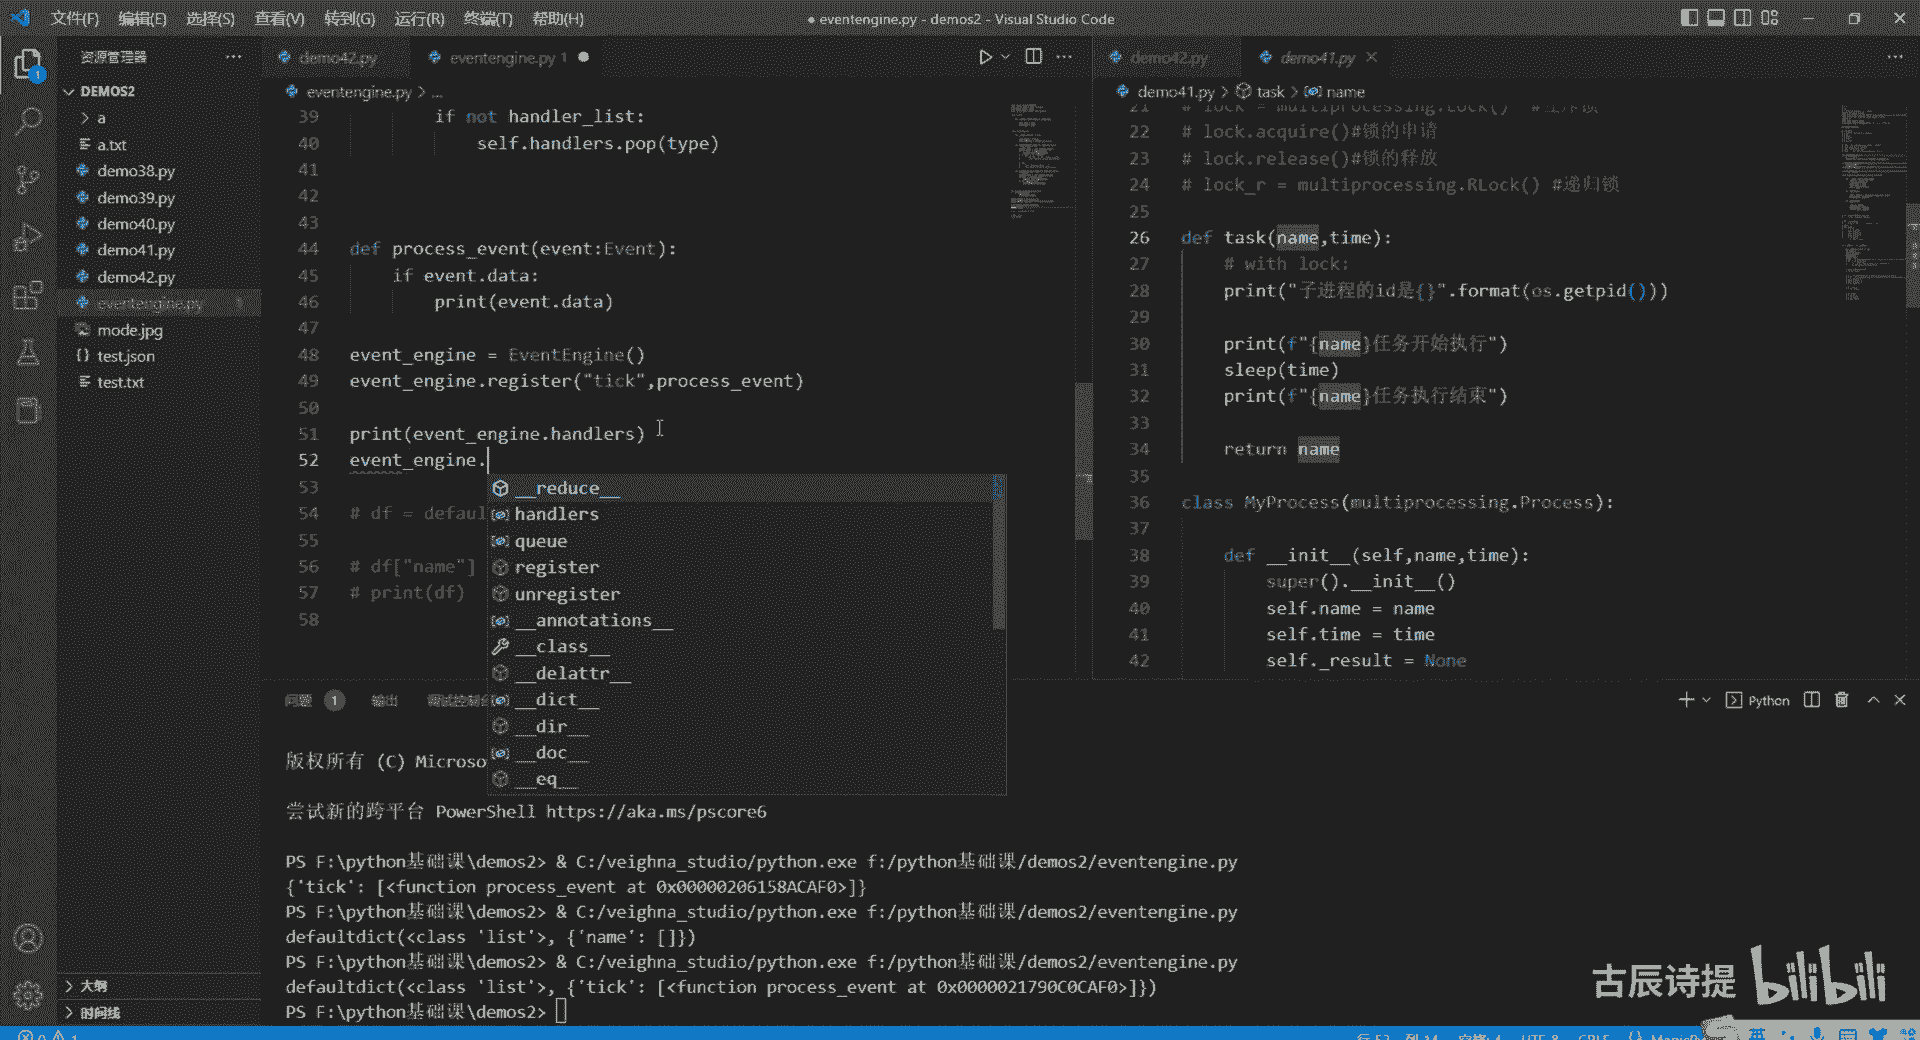 文件(F) 编辑(E) 选择(S) 查看(V) 转到(G) 运行(R) 终端(T) 帮助(H)
● eventengine.py - demos2 - Visual Studio Code
资源管理器
DEMOS2
a
a.txt
demo38.py
demo39.py
demo40.py
demo41.py
demo42.py
eventengine.py 1
mode.jpg
test.json
test.txt
大纲
时间线
demo42.py eventengine.py 1
eventengine.py > ...
39 if not handler_list:
40 self.handlers.pop(type)
41
42
43
44 def process_event(event:Event):
45 if event.data:
46 print(event.data)
47
48 event_engine = EventEngine()
49 event_engine.register("tick",process_event)
50
51 print(event_engine.handlers)
52 event_engine.
53
54 # df = defaul
55
56 # df["name"]
57 # print(df)
58
__reduce__
handlers
queue
register
unregister
__annotations__
__class__
__delattr__
__dict__
__dir__
__doc__
__eq__
demo42.py demo41.py
demo41.py > task > name
21 # lock = multiprocessing.Lock()
22 # lock.acquire()#锁的申请
23 # lock.release()#锁的释放
24 # lock_r = multiprocessing.RLock() #递归锁
25
26 def task(name,time):
27 # with lock:
28 print("子进程的id是{}".format(os.getpid()))
29
30 print(f"{name}任务开始执行")
31 sleep(time)
32 print(f"{name}任务执行结束")
33
34 return name
35
36 class MyProcess(multiprocessing.Process):
37
38 def __init__(self,name,time):
39 super().__init__()
40 self.name = name
41 self.time = time
42 self._result = None
问题 1 输出 调试控制台
Python
版权所有 (C) Microso
尝试新的跨平台 PowerShell https://aka.ms/pscore6
PS F:\python基础课\demos2> & C:/veighna_studio/python.exe f:/python基础课/demos2/eventengine.py
{'tick': [<function process_event at 0x00000206158ACAF0>]}
PS F:\python基础课\demos2> & C:/veighna_studio/python.exe f:/python基础课/demos2/eventengine.py
defaultdict(<class 'list'>, {'name': []})
PS F:\python基础课\demos2> & C:/veighna_studio/python.exe f:/python基础课/demos2/eventengine.py
defaultdict(<class 'list'>, {'tick': [<function process_event at 0x0000021790C0CAF0>]})
PS F:\python基础课\demos2>
古辰诗提 bilibili